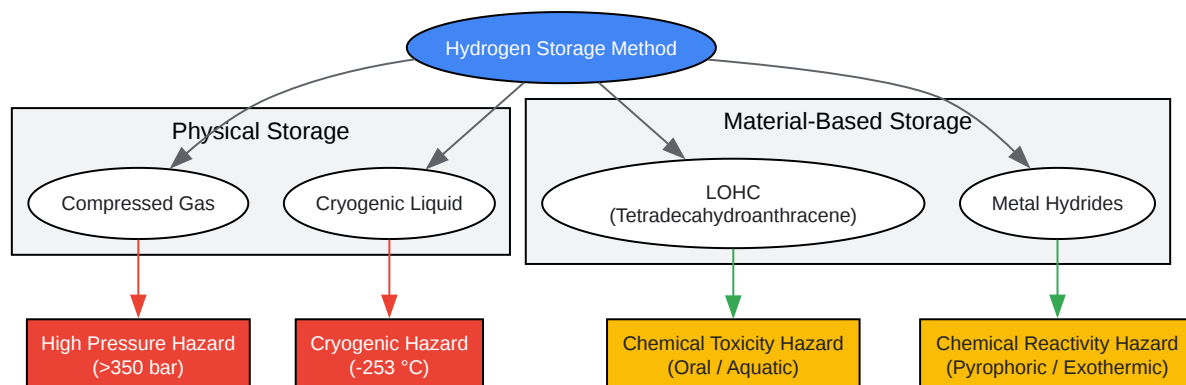 Hydrogen Storage Method
Physical Storage
Material-Based Storage
Compressed Gas
Cryogenic Liquid
LOHC
(Tetradecahydroanthracene)
Metal Hydrides
High Pressure Hazard
(>350 bar)
Cryogenic Hazard
(-253 °C)
Chemical Toxicity Hazard
(Oral / Aquatic)
Chemical Reactivity Hazard
(Pyrophoric / Exothermic)